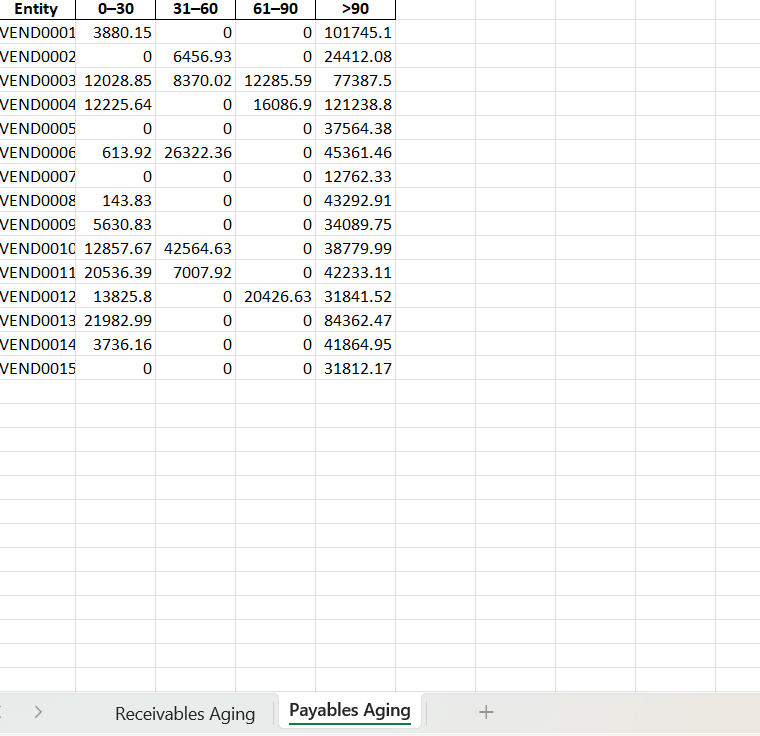 Entity 0–30 31–60 61–90 >90
VEND0001 3880.15 0 0 101745.1
VEND0002 0 6456.93 0 24412.08
VEND0003 12028.85 8370.02 12285.59 77387.5
VEND0004 12225.64 0 16086.9 121238.8
VEND0005 0 0 0 37564.38
VEND0006 613.92 26322.36 0 45361.46
VEND0007 0 0 0 12762.33
VEND0008 143.83 0 0 43292.91
VEND0009 5630.83 0 0 34089.75
VEND0010 12857.67 42564.63 0 38779.99
VEND0011 20536.39 7007.92 0 42233.11
VEND0012 13825.8 0 20426.63 31841.52
VEND0013 21982.99 0 0 84362.47
VEND0014 3736.16 0 0 41864.95
VEND0015 0 0 0 31812.17
Receivables Aging Payables Aging